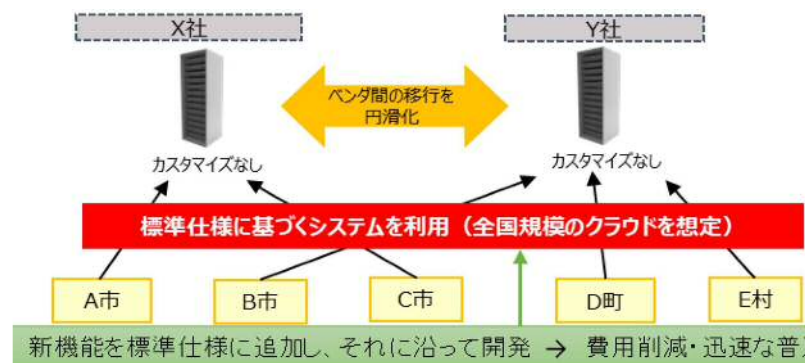 X社
Y社
ベンダ間の移行を
円滑化
カスタマイズなし
カスタマイズなし
標準仕様に基づくシステムを利用（全国規模のクラウドを想定）
A市
B市
C市
D町
E村
新機能を標準仕様に追加し、それに沿って開発 → 費用削減・迅速な普